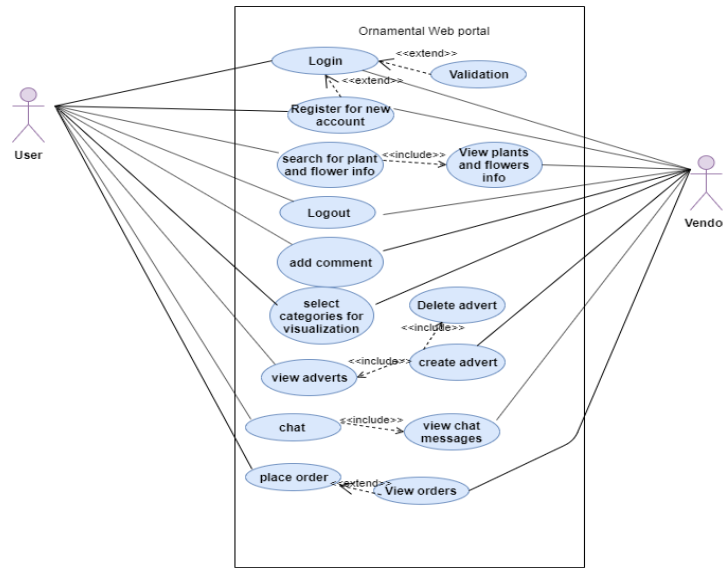 Ornamental Web portal
<<extend>>
Login
Validation
<<extend>>
Register for new
account
User
search for plant
and flower info
<<include>>
View plants
and flowers
info
Logout
Vendo
add comment
select
categories for
visualization
Delete advert
<<include>>
<<include>>
create advert
view adverts
chat
<<include>>
view chat
messages
place order
<<extend>>
View orders